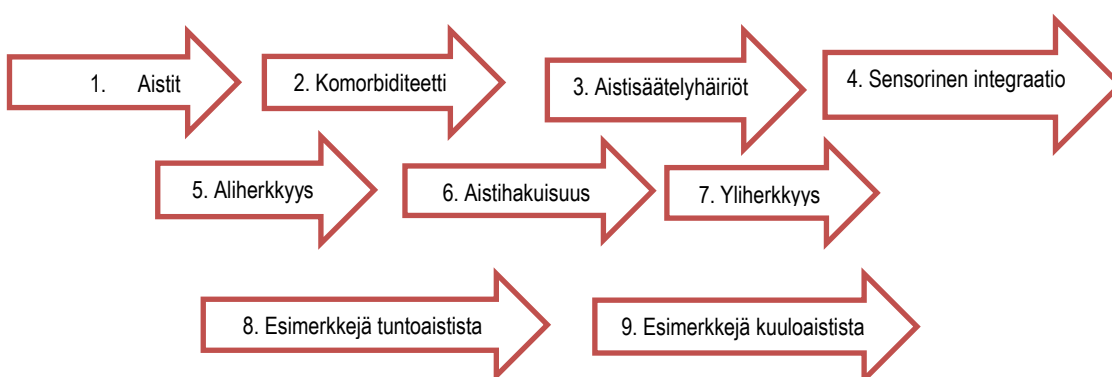 1. Aistit
2. Komorbiditeetti
3. Aistisäätelyhäiriöt
4. Sensorinen integraatio
5. Aliherkkyys
6. Aistihakuisuus
7. Yliherkkyys
8. Esimerkkejä tuntoaistista
9. Esimerkkejä kuuloaistista